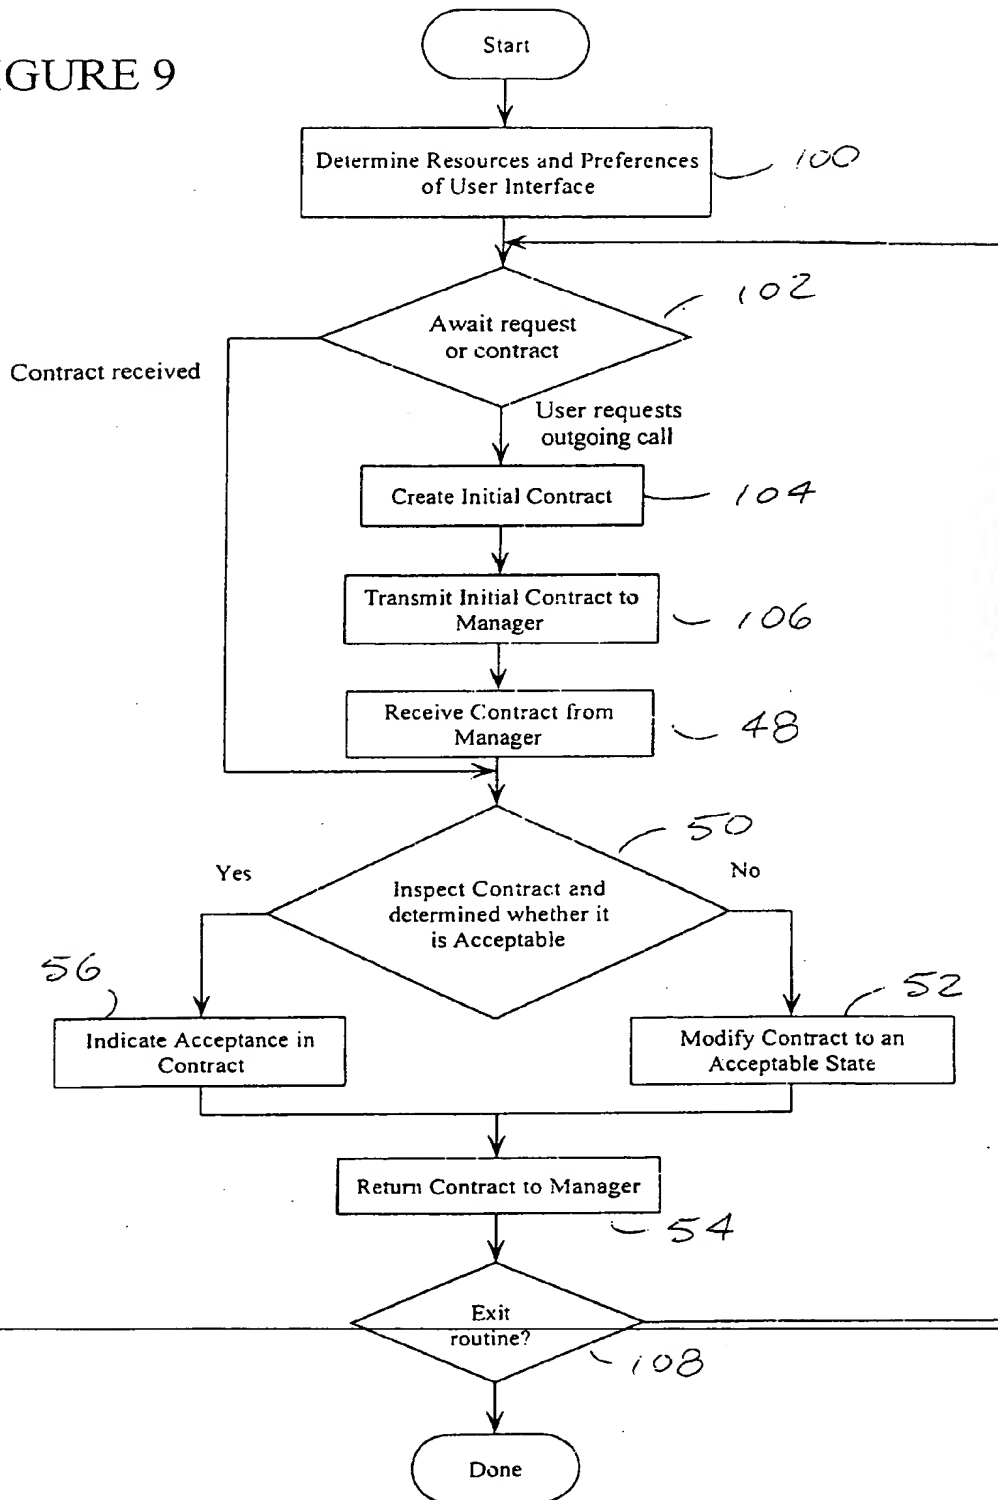 IGURE 9
Start
Determine Resources and Preferences
of User Interface
100
Await request
or contract
102
Contract received
User requests
outgoing call
Create Initial Contract
104
Transmit Initial Contract to
Manager
106
Receive Contract from
Manager
48
50
Yes
No
Inspect Contract and
determined whether it
is Acceptable
56
52
Indicate Acceptance in
Contract
Modify Contract to an
Acceptable State
Return Contract to Manager
54
Exit
routine?
108
Done